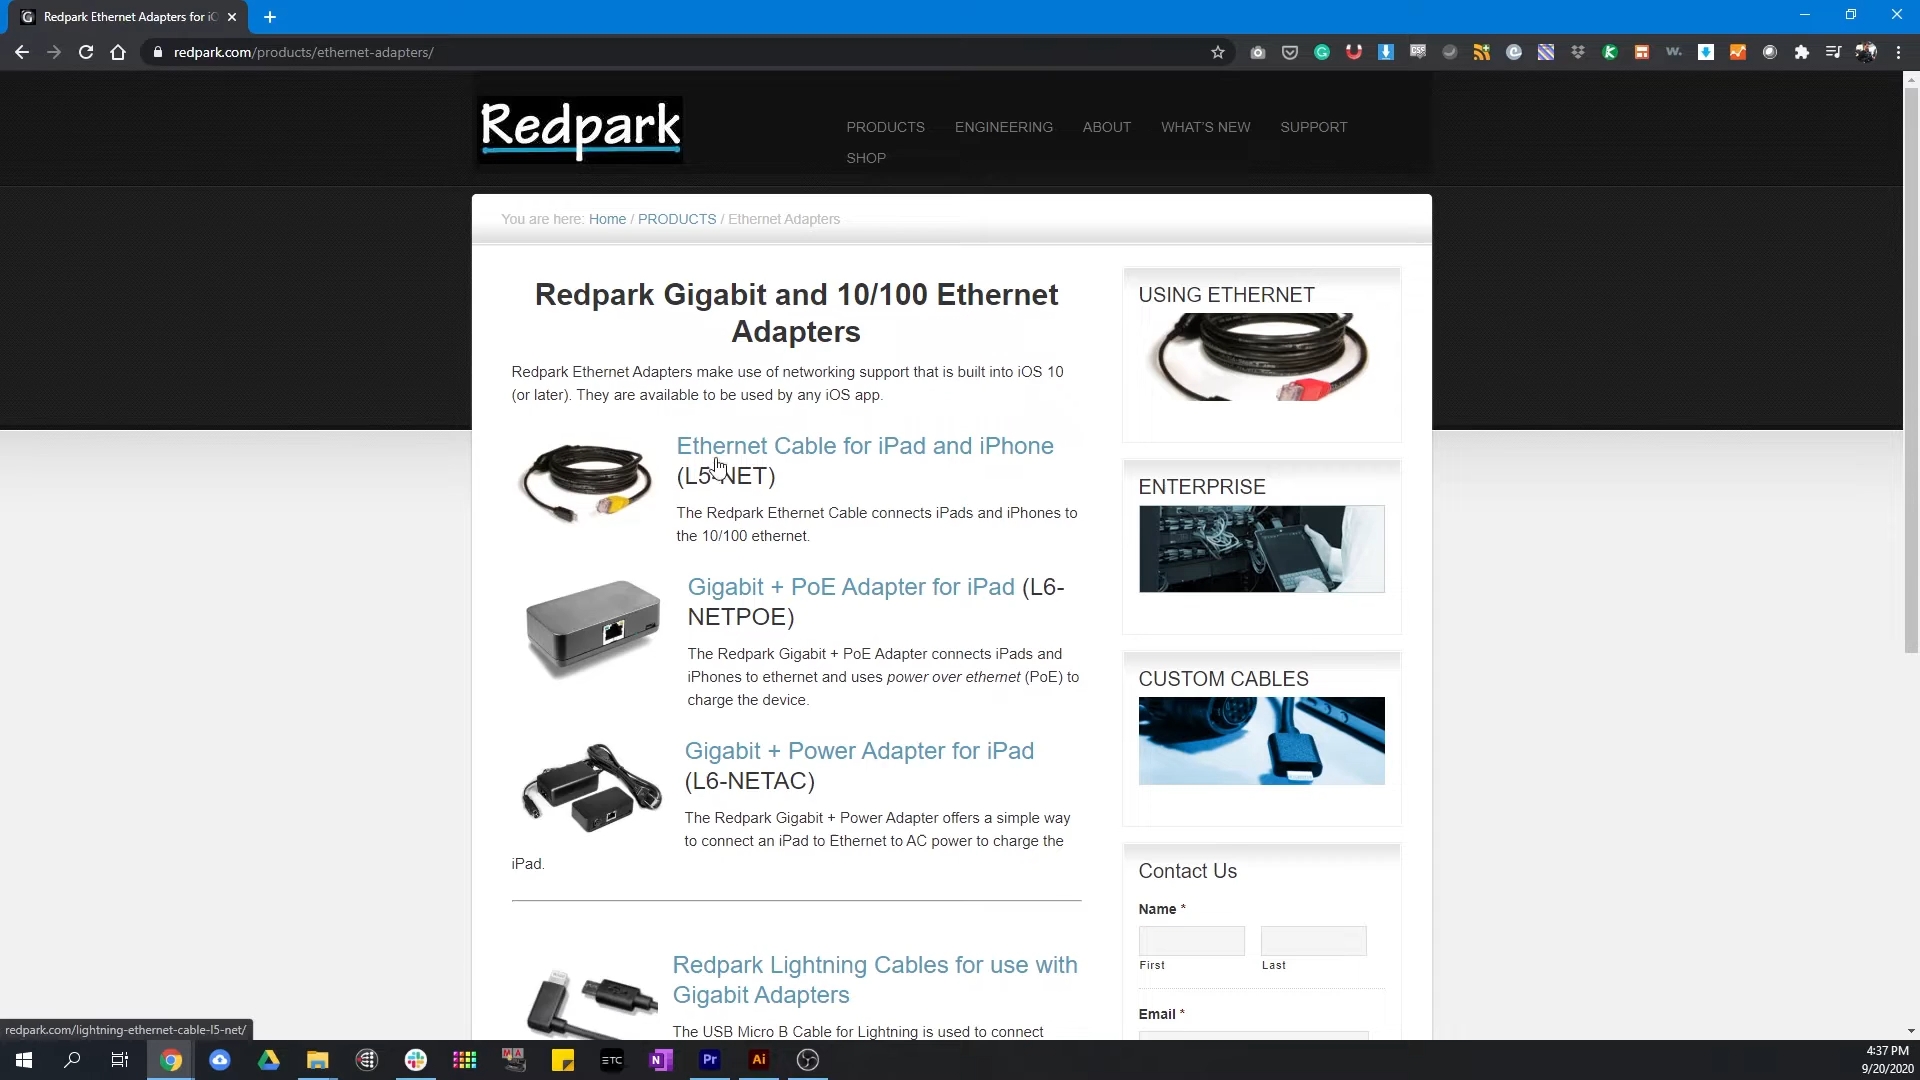 Redpark Ethernet Adapters for iO
redpark.com/products/ethernet-adapters/
Redpark
PRODUCTS ENGINEERING ABOUT WHAT'S NEW SUPPORT
SHOP
You are here: Home / PRODUCTS / Ethernet Adapters
Redpark Gigabit and 10/100 Ethernet
Adapters
Redpark Ethernet Adapters make use of networking support that is built into iOS 10
(or later). They are available to be used by any iOS app.
Ethernet Cable for iPad and iPhone
(L5-NET)
The Redpark Ethernet Cable connects iPads and iPhones to
the 10/100 ethernet.
Gigabit + PoE Adapter for iPad (L6-
NETPOE)
The Redpark Gigabit + PoE Adapter connects iPads and
iPhones to ethernet and uses power over ethernet (PoE) to
charge the device.
Gigabit + Power Adapter for iPad
(L6-NETAC)
The Redpark Gigabit + Power Adapter offers a simple way
to connect an iPad to Ethernet to AC power to charge the
iPad.
Redpark Lightning Cables for use with
Gigabit Adapters
The USB Micro B Cable for Lightning is used to connect
USING ETHERNET
ENTERPRISE
CUSTOM CABLES
Contact Us
Name *
First Last
Email *
redpark.com/lightning-ethernet-cable-l5-net/
ETC
N
Pr
Ai
4:37 PM
9/20/2020